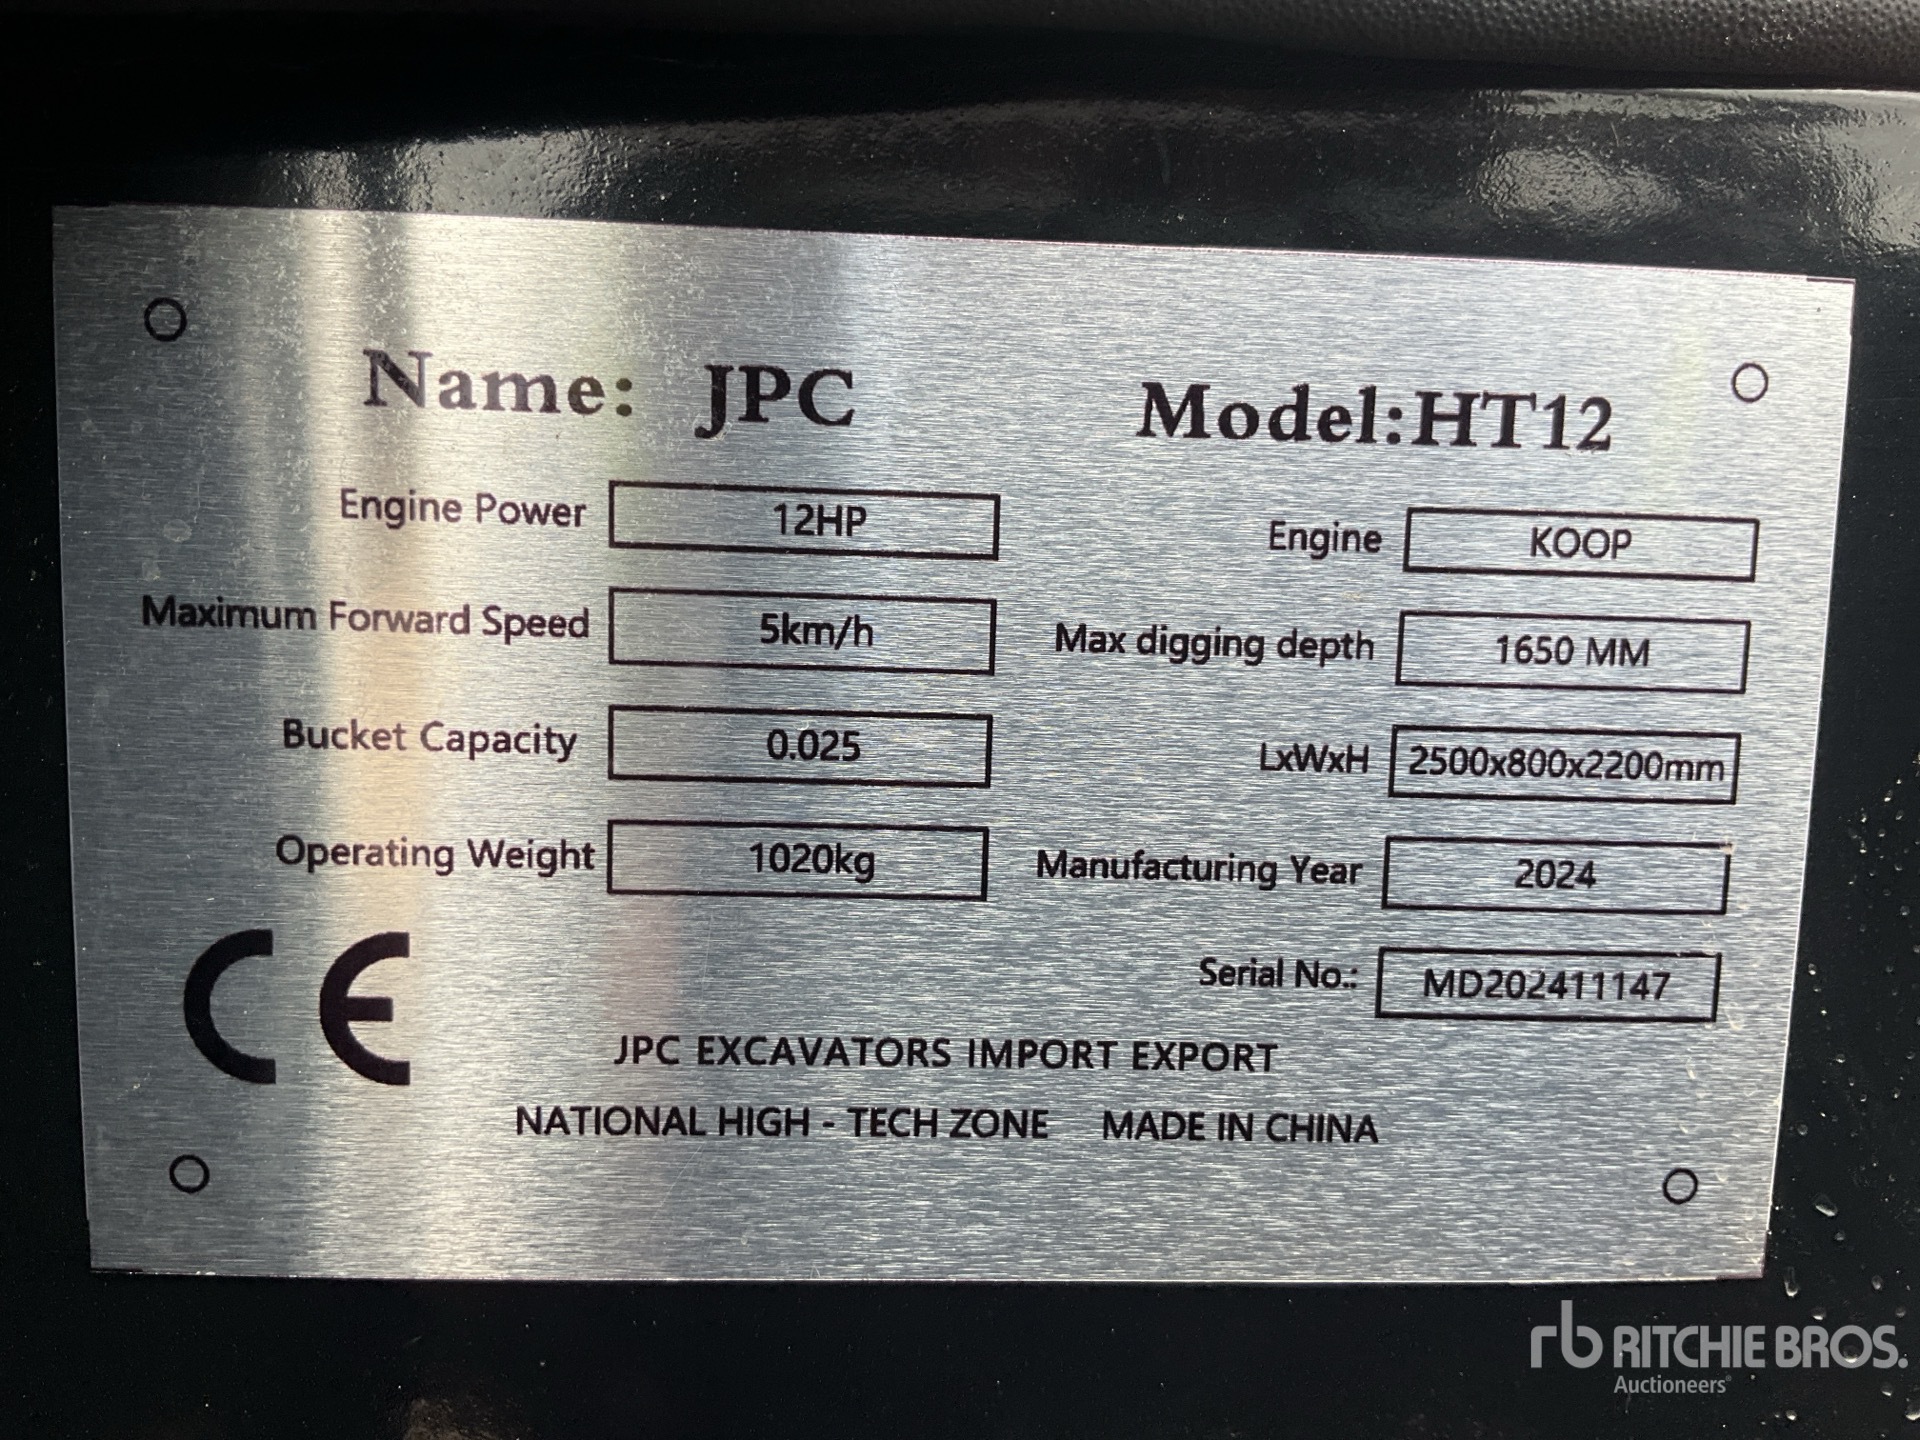 Name: JPC Model:HT12
Engine Power 12HP Engine KOOP
Maximum Forward Speed 5km/h Max digging depth 1650 MM
Bucket Capacity 0.025 LxWxH 2500x800x2200mm
Operating Weight 1020kg Manufacturing Year 2024
Serial No.: MD202411147
CE
JPC EXCAVATORS IMPORT EXPORT
NATIONAL HIGH - TECH ZONE MADE IN CHINA
rb RITCHIE BROS.
Auctioneers